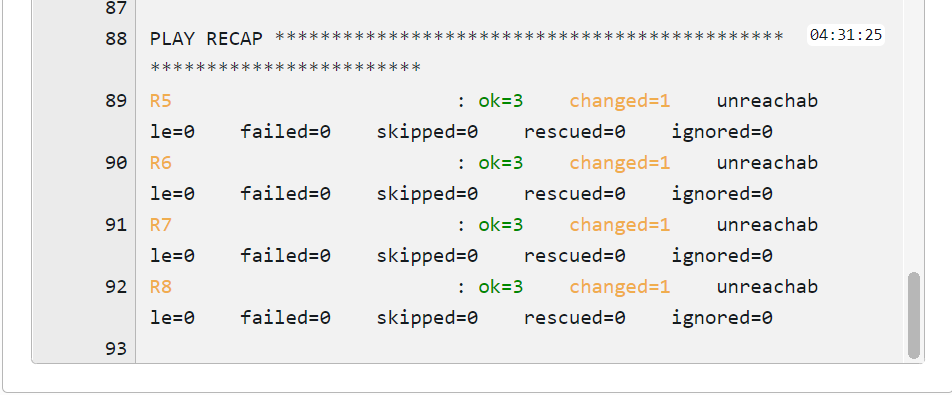 87
88 PLAY RECAP ********************************************* 04:31:25
************************
89 R5 : ok=3 changed=1 unreachab
le=0 failed=0 skipped=0 rescued=0 ignored=0
90 R6 : ok=3 changed=1 unreachab
le=0 failed=0 skipped=0 rescued=0 ignored=0
91 R7 : ok=3 changed=1 unreachab
le=0 failed=0 skipped=0 rescued=0 ignored=0
92 R8 : ok=3 changed=1 unreachab
le=0 failed=0 skipped=0 rescued=0 ignored=0
93